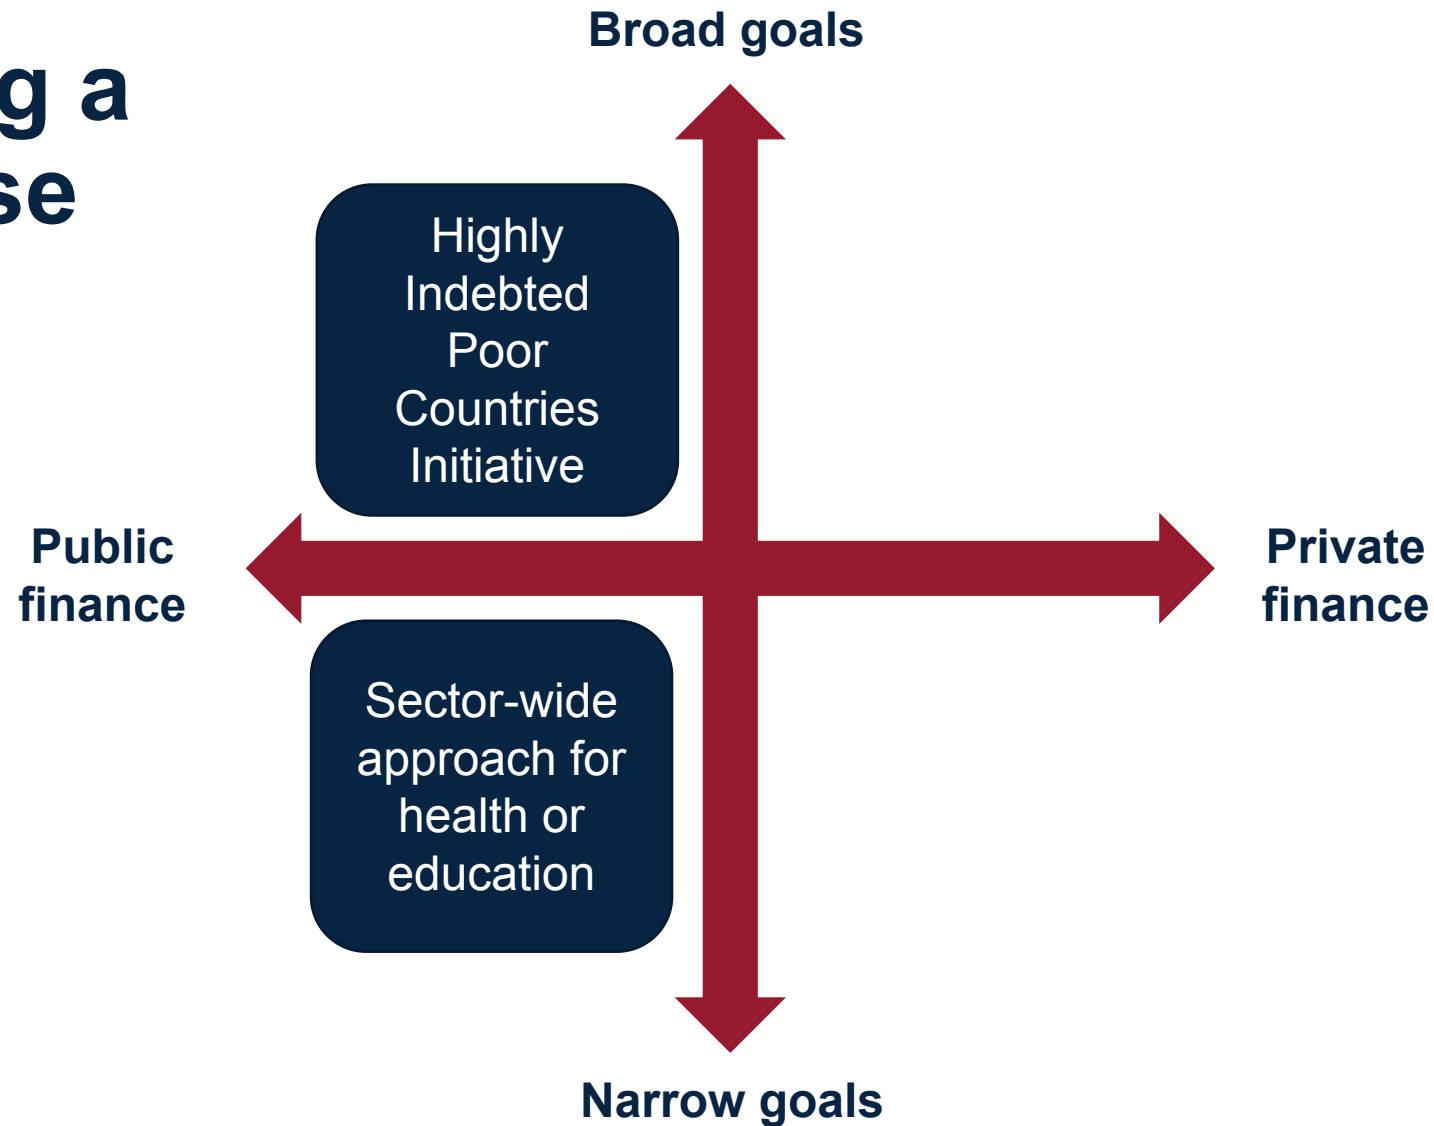 g a
se
Broad goals
Highly
Indebted
Poor
Countries
Initiative
Public
finance
Private
finance
Sector-wide
approach for
health or
education
Narrow goals